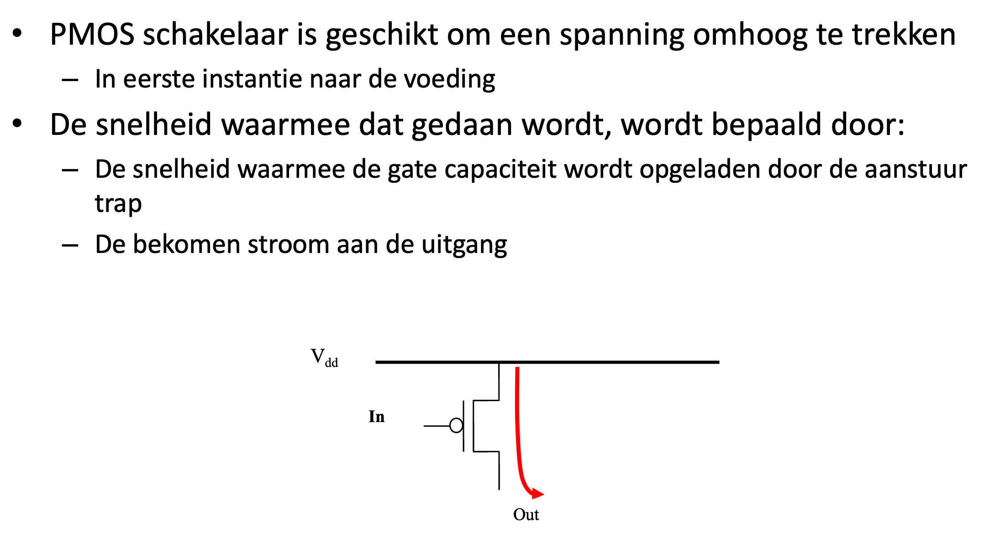 • PMOS schakelaar is geschikt om een spanning omhoog te trekken
– In eerste instantie naar de voeding
• De snelheid waarmee dat gedaan wordt, wordt bepaald door:
– De snelheid waarmee de gate capaciteit wordt opgeladen door de aanstuur
trap
– De bekomen stroom aan de uitgang
Vdd
In
Out